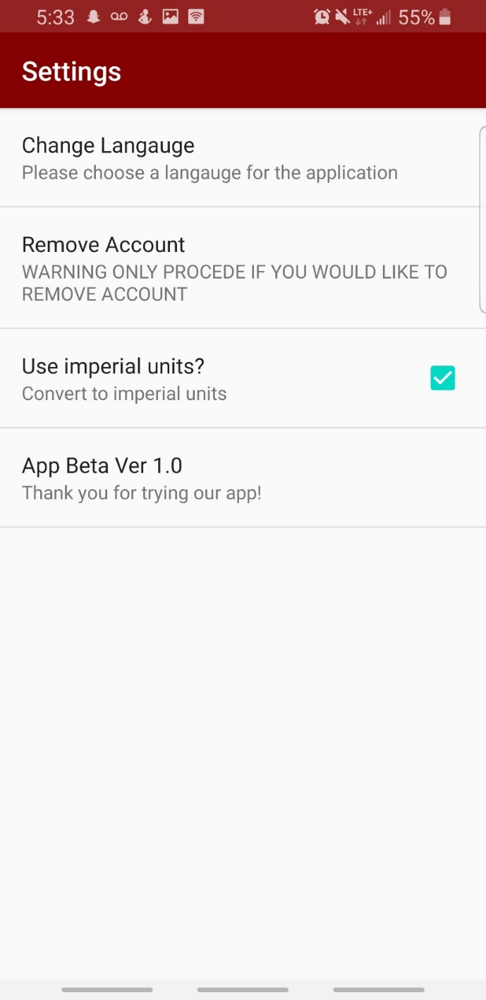 5:33 LTE+ 55%
Settings
Change Langauge
Please choose a langauge for the application
Remove Account
WARNING ONLY PROCEDE IF YOU WOULD LIKE TO
REMOVE ACCOUNT
Use imperial units?
Convert to imperial units
App Beta Ver 1.0
Thank you for trying our app!